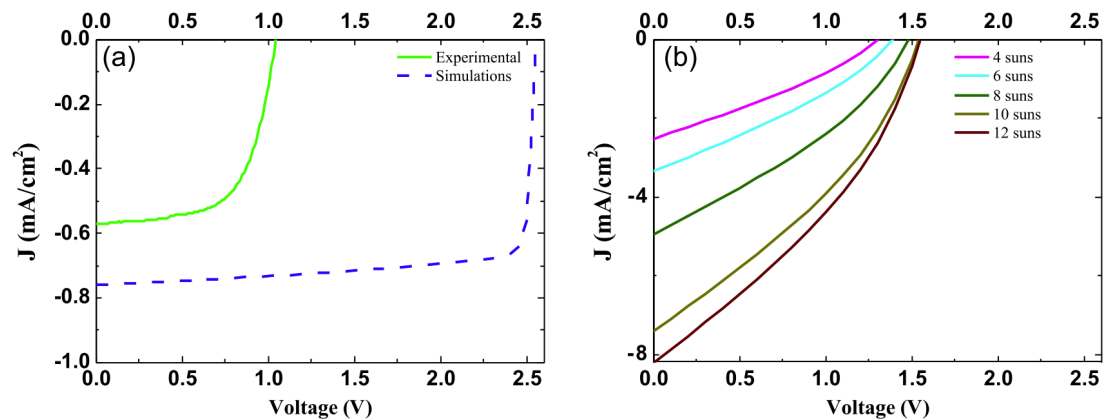 0.0 0.5 1.0 1.5 2.0 2.5
(a)
Experimental
Simulations
0.0
-0.2
-0.4
-0.6
-0.8
-1.0
J (mA/cm²)
0.0 0.5 1.0 1.5 2.0 2.5
Voltage (V)
0.0 0.5 1.0 1.5 2.0 2.5
(b)
4 suns
6 suns
8 suns
10 suns
12 suns
0
-4
-8
J (mA/cm²)
0.0 0.5 1.0 1.5 2.0 2.5
Voltage (V)